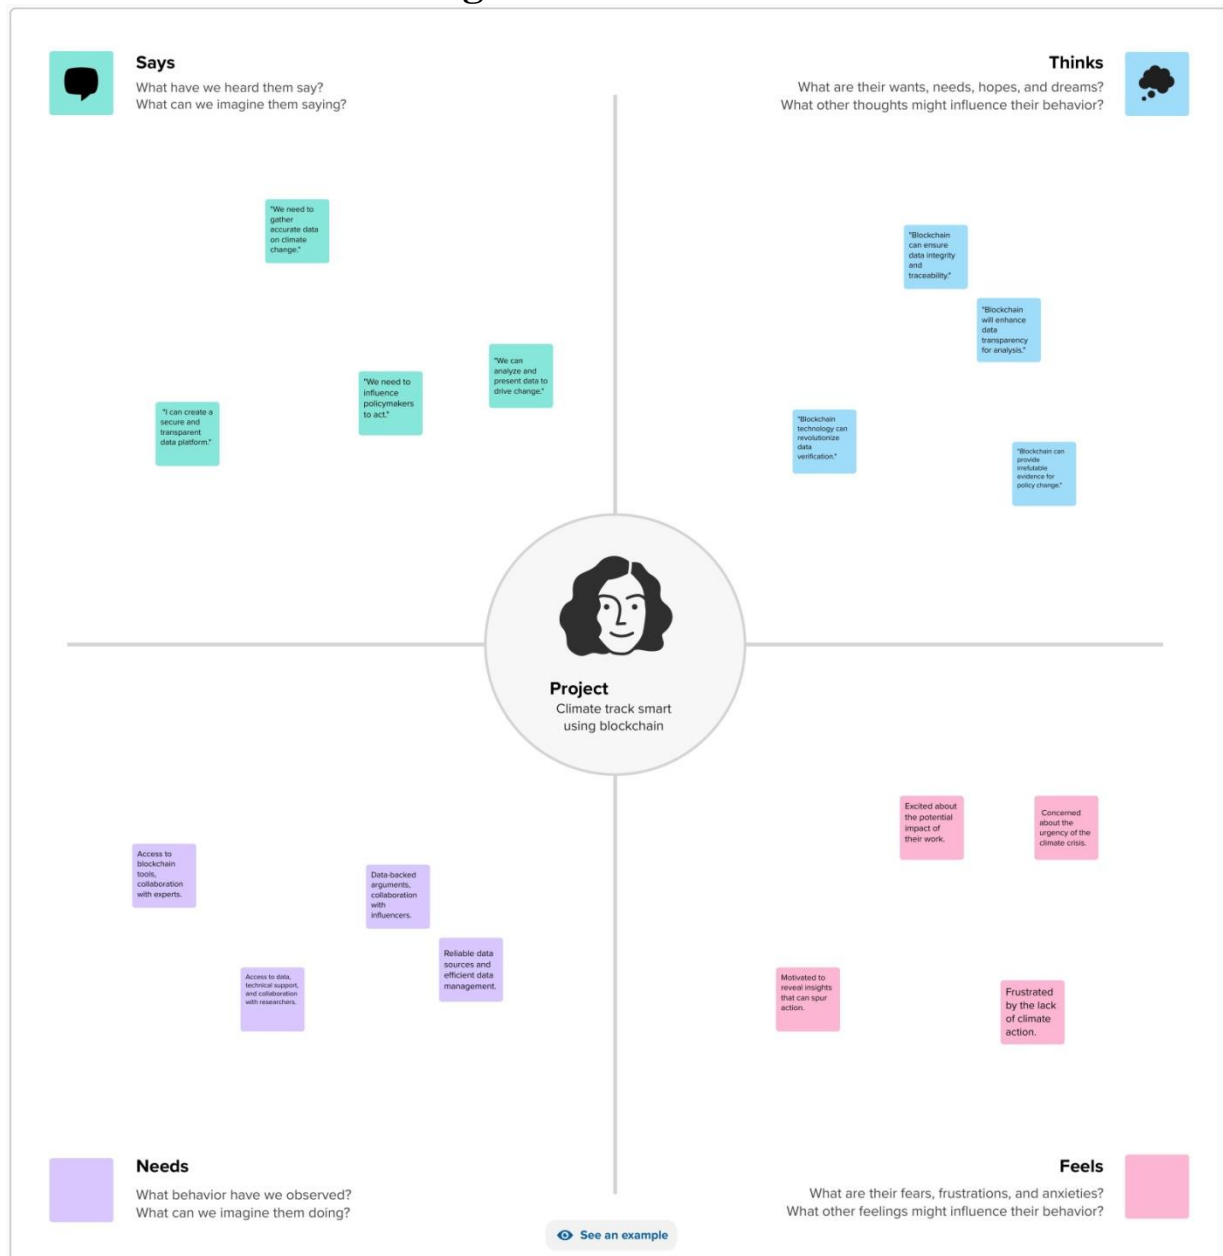 Says
What have we heard them say?
What can we imagine them saying?
Thinks
What are their wants, needs, hopes, and dreams?
What other thoughts might influence their behavior?
"We need to
gather
accurate data
on climate
change."
"I can create a
secure and
transparent
data platform."
"We need to
influence
policymakers
to act."
"We can
analyze and
present data to
drive change."
"Blockchain
can ensure
data integrity
and
traceability."
"Blockchain
will enhance
data
transparency
for analysis."
"Blockchain
technology can
revolutionize
data
verification."
"Blockchain can
provide
irrefutable
evidence for
policy change."
Project
Climate track smart
using blockchain
Access to
blockchain
tools,
collaboration
with experts.
Data-backed
arguments,
collaboration
with
influencers.
Access to data,
technical support,
and collaboration
with researchers.
Reliable data
sources and
efficient data
management.
Excited about
the potential
impact of
their work.
Concerned
about the
urgency of the
climate crisis.
Motivated to
reveal insights
that can spur
action.
Frustrated
by the lack
of climate
action.
Needs
What behavior have we observed?
What can we imagine them doing?
Feels
What are their fears, frustrations, and anxieties?
What other feelings might influence their behavior?
See an example